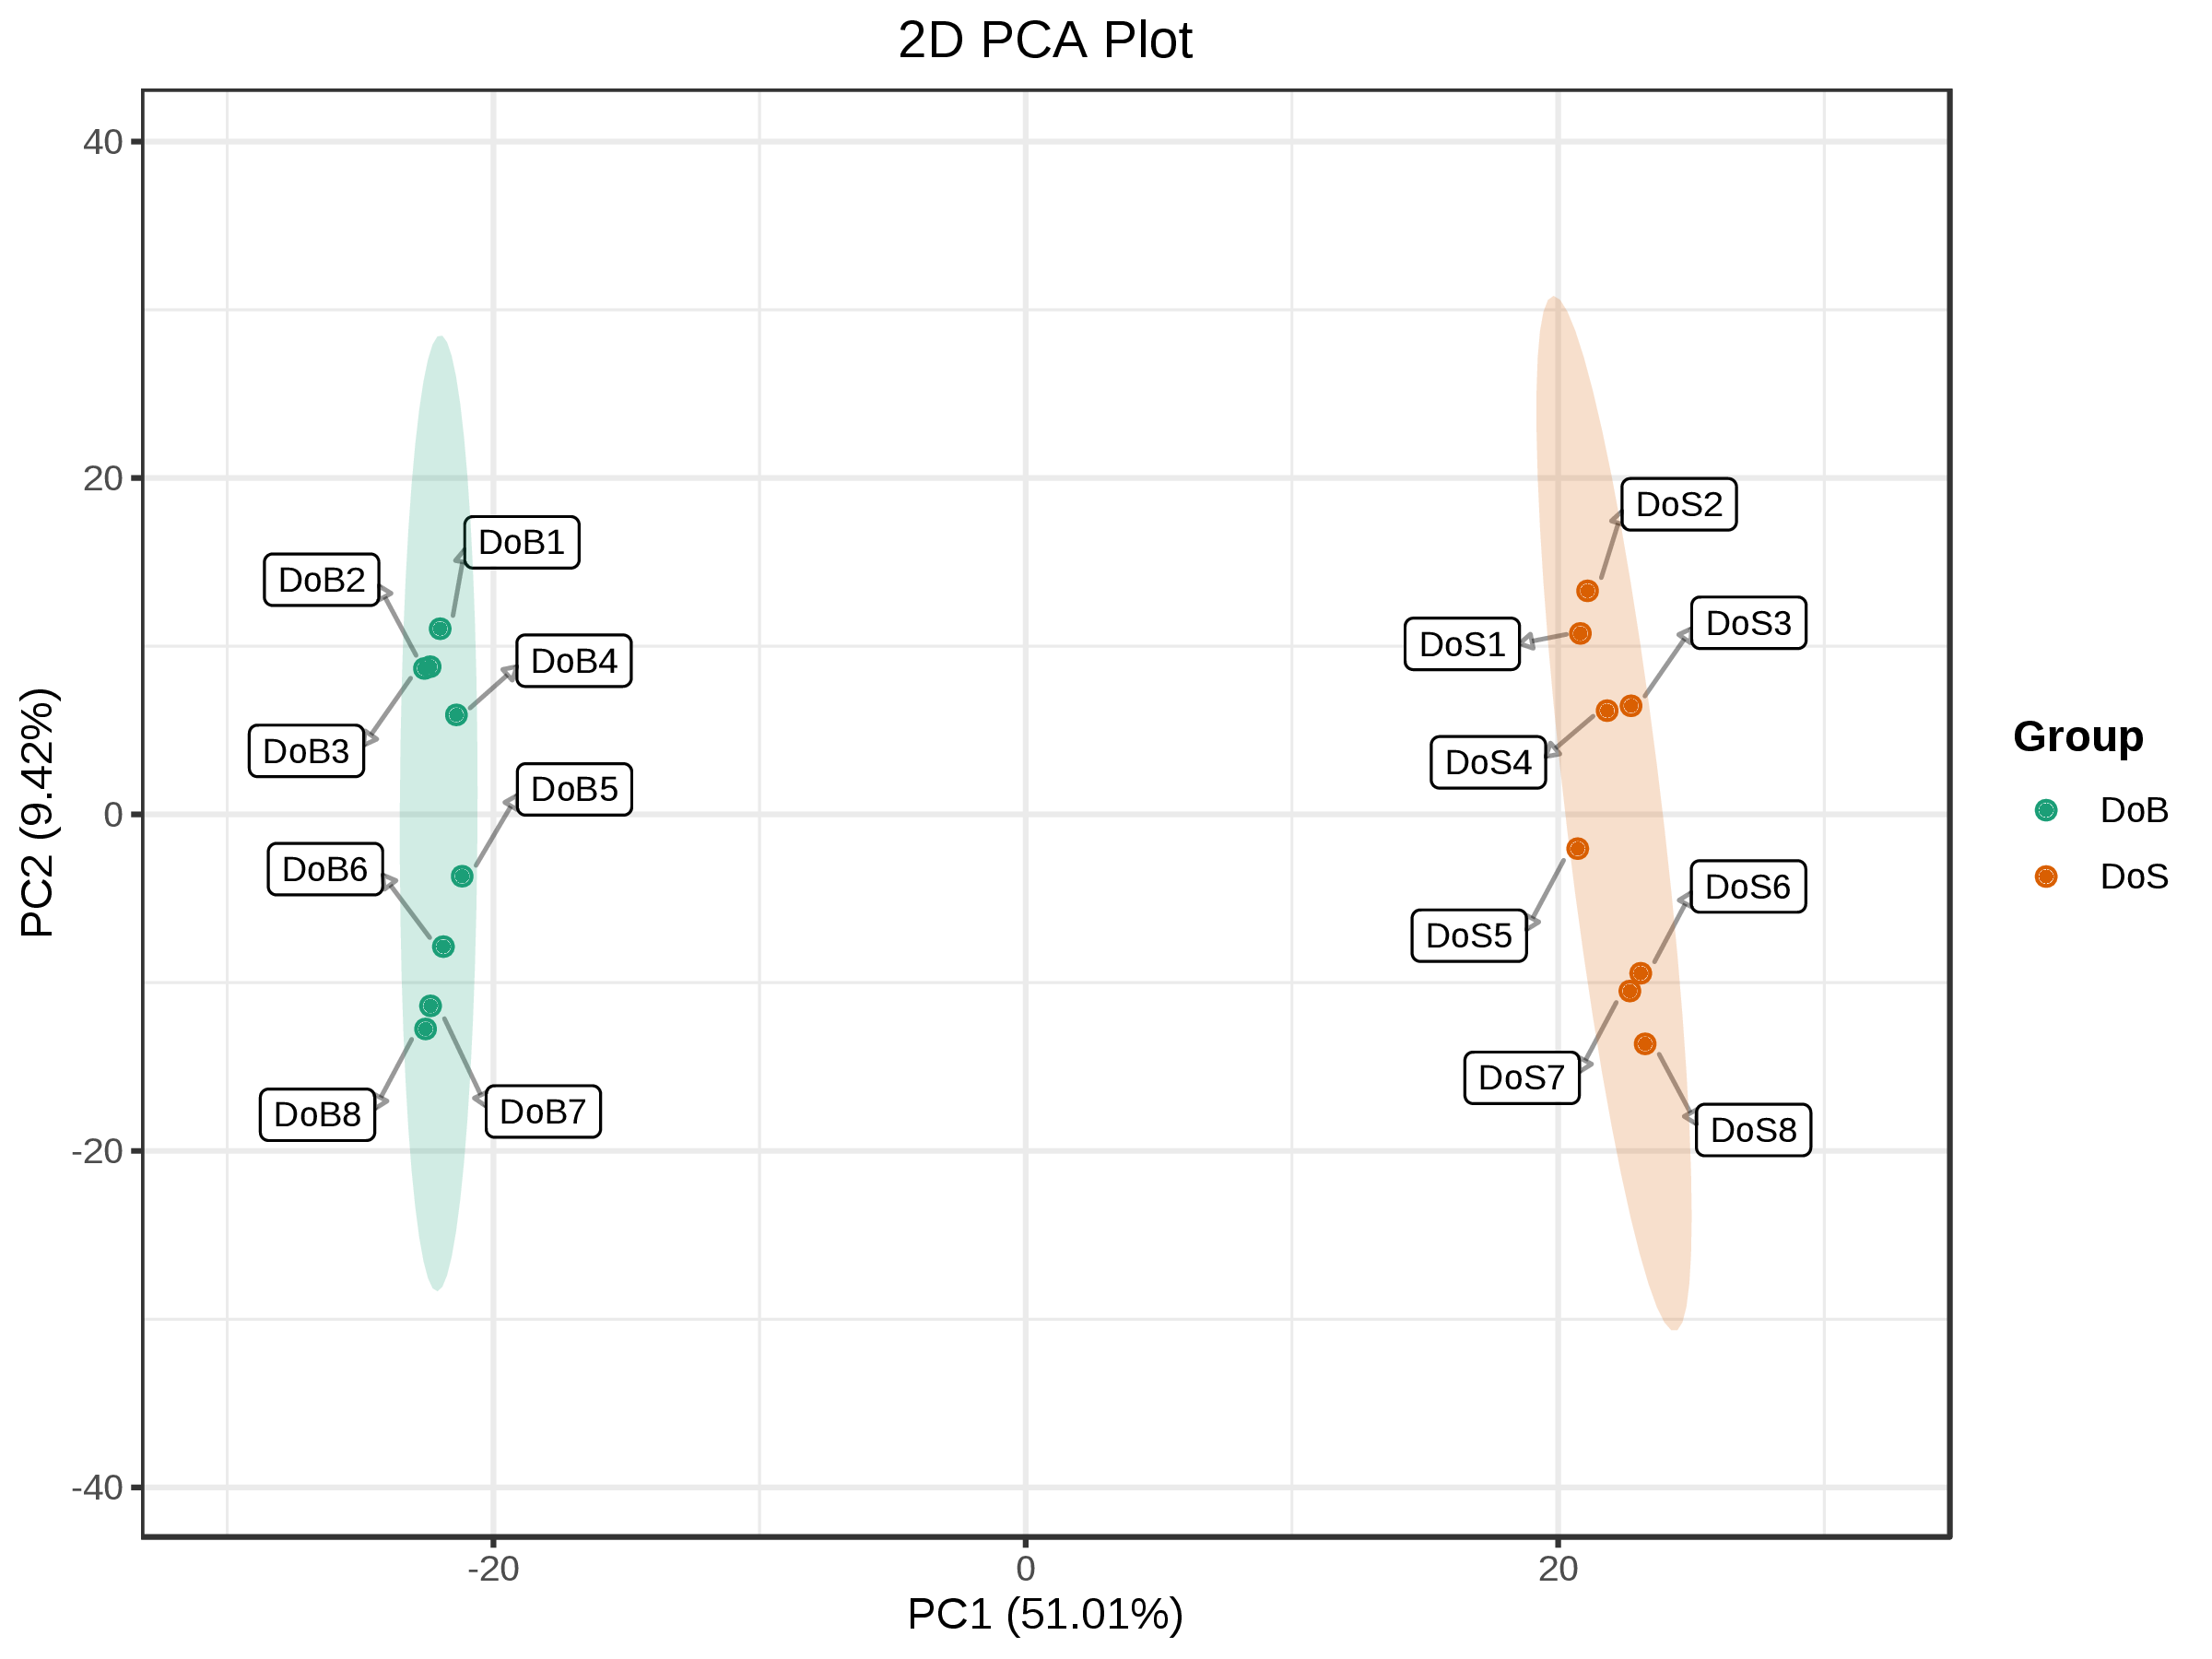 2D PCA Plot
40
20
0
-20
-40
PC2 (9.42%)
DoB1
DoB2
DoB4
DoB3
DoB5
DoB6
DoB8
DoB7
DoS2
DoS3
DoS1
DoS4
DoS6
DoS5
DoS7
DoS8
-20
0
20
PC1 (51.01%)
Group
DoB
DoS